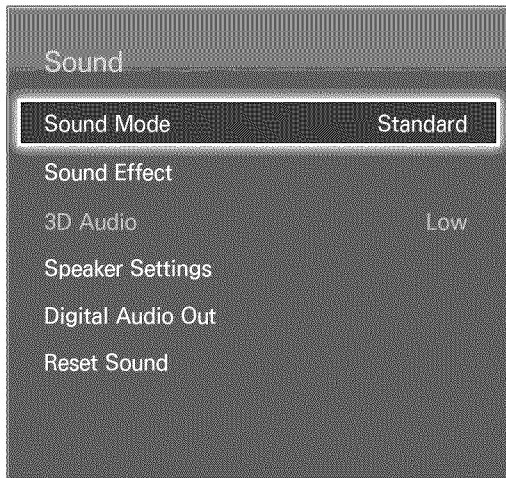 Sound
Sound Mode Standard
Sound Effect
3D Audio Low
Speaker Settings
Digital Audio Out
Reset Sound